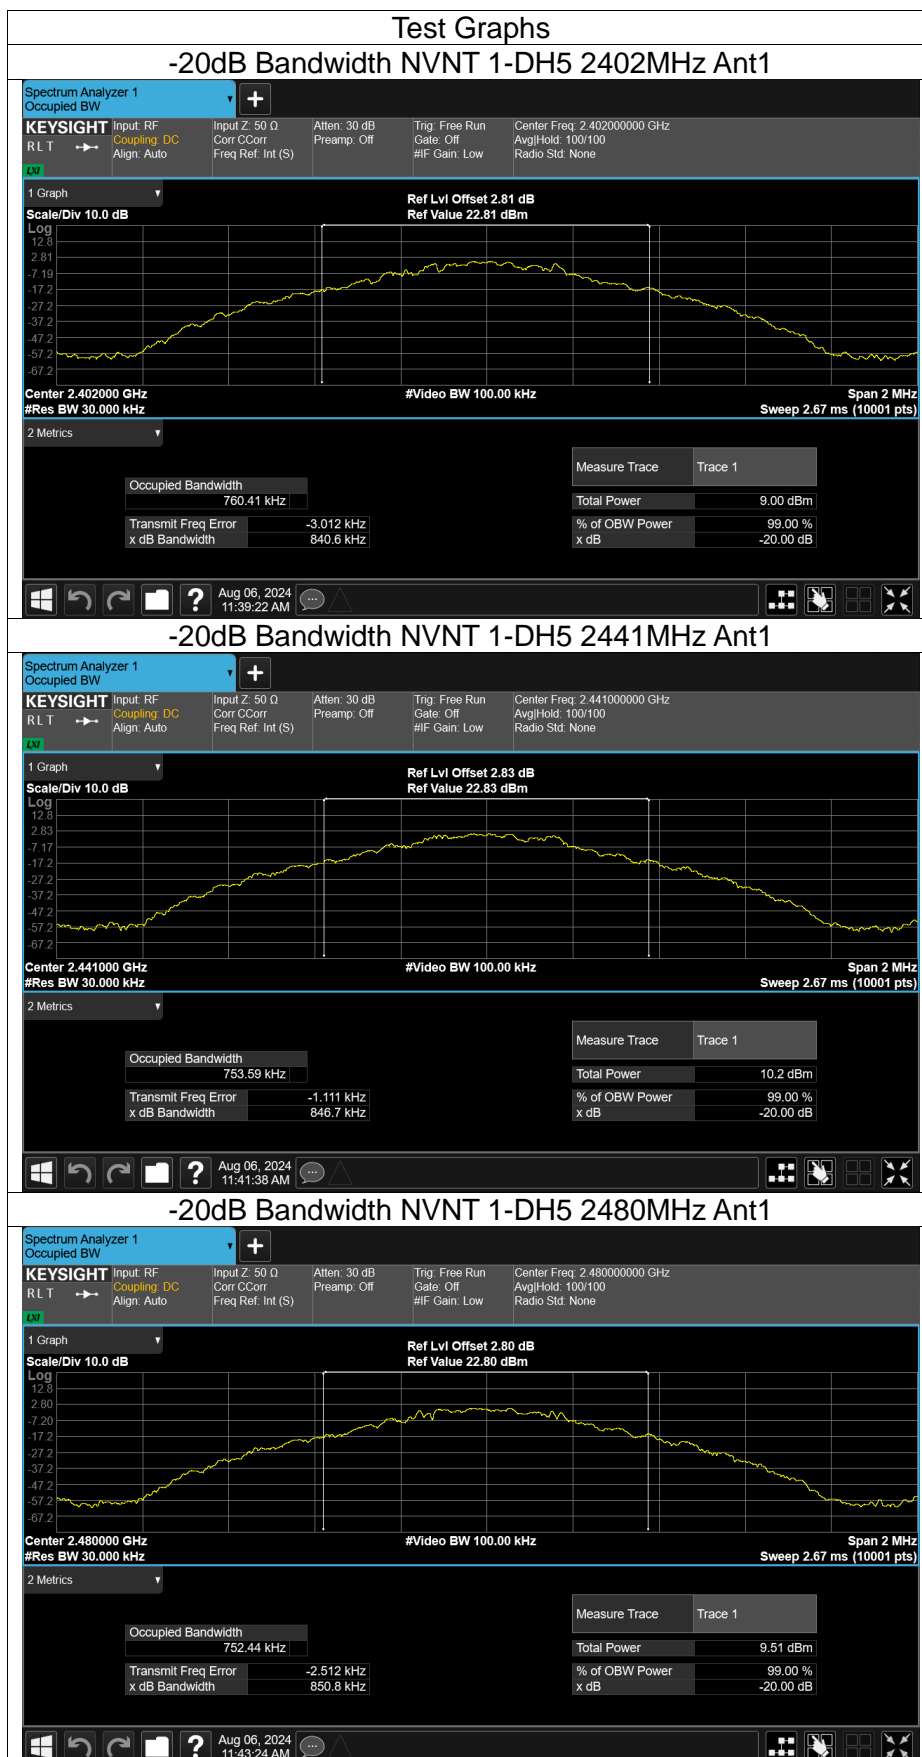 Test Graphs
-20dB Bandwidth NVNT 1-DH5 2402MHz Ant1
Spectrum Analyzer 1
Occupied BW
KEYSIGHT Input: RF Input Z: 50 Ω Atten: 30 dB Trig: Free Run Center Freq: 2.402000000 GHz
RLT Coupling: DC Corr CCorr Preamp: Off Gate: Off Avg|Hold: 100/100
Align: Auto Freq Ref: Int (S) #IF Gain: Low Radio Std: None
LXI
1 Graph
Ref Lvl Offset 2.81 dB
Scale/Div 10.0 dB Ref Value 22.81 dBm
Log
12.8
2.81
-7.19
-17.2
-27.2
-37.2
-47.2
-57.2
-67.2
Center 2.402000 GHz #Video BW 100.00 kHz Span 2 MHz
#Res BW 30.000 kHz Sweep 2.67 ms (10001 pts)
2 Metrics
Measure Trace Trace 1
Occupied Bandwidth
760.41 kHz Total Power 9.00 dBm
Transmit Freq Error -3.012 kHz % of OBW Power 99.00 %
x dB Bandwidth 840.6 kHz x dB -20.00 dB
? Aug 06, 2024
11:39:22 AM
-20dB Bandwidth NVNT 1-DH5 2441MHz Ant1
Spectrum Analyzer 1
Occupied BW
KEYSIGHT Input: RF Input Z: 50 Ω Atten: 30 dB Trig: Free Run Center Freq: 2.441000000 GHz
RLT Coupling: DC Corr CCorr Preamp: Off Gate: Off Avg|Hold: 100/100
Align: Auto Freq Ref: Int (S) #IF Gain: Low Radio Std: None
LXI
1 Graph
Ref Lvl Offset 2.83 dB
Scale/Div 10.0 dB Ref Value 22.83 dBm
Log
12.8
2.83
-7.17
-17.2
-27.2
-37.2
-47.2
-57.2
-67.2
Center 2.441000 GHz #Video BW 100.00 kHz Span 2 MHz
#Res BW 30.000 kHz Sweep 2.67 ms (10001 pts)
2 Metrics
Measure Trace Trace 1
Occupied Bandwidth
753.59 kHz Total Power 10.2 dBm
Transmit Freq Error -1.111 kHz % of OBW Power 99.00 %
x dB Bandwidth 846.7 kHz x dB -20.00 dB
? Aug 06, 2024
11:41:38 AM
-20dB Bandwidth NVNT 1-DH5 2480MHz Ant1
Spectrum Analyzer 1
Occupied BW
KEYSIGHT Input: RF Input Z: 50 Ω Atten: 30 dB Trig: Free Run Center Freq: 2.480000000 GHz
RLT Coupling: DC Corr CCorr Preamp: Off Gate: Off Avg|Hold: 100/100
Align: Auto Freq Ref: Int (S) #IF Gain: Low Radio Std: None
LXI
1 Graph
Ref Lvl Offset 2.80 dB
Scale/Div 10.0 dB Ref Value 22.80 dBm
Log
12.8
2.80
-7.20
-17.2
-27.2
-37.2
-47.2
-57.2
-67.2
Center 2.480000 GHz #Video BW 100.00 kHz Span 2 MHz
#Res BW 30.000 kHz Sweep 2.67 ms (10001 pts)
2 Metrics
Measure Trace Trace 1
Occupied Bandwidth
752.44 kHz Total Power 9.51 dBm
Transmit Freq Error -2.512 kHz % of OBW Power 99.00 %
x dB Bandwidth 850.8 kHz x dB -20.00 dB
? Aug 06, 2024
11:43:24 AM